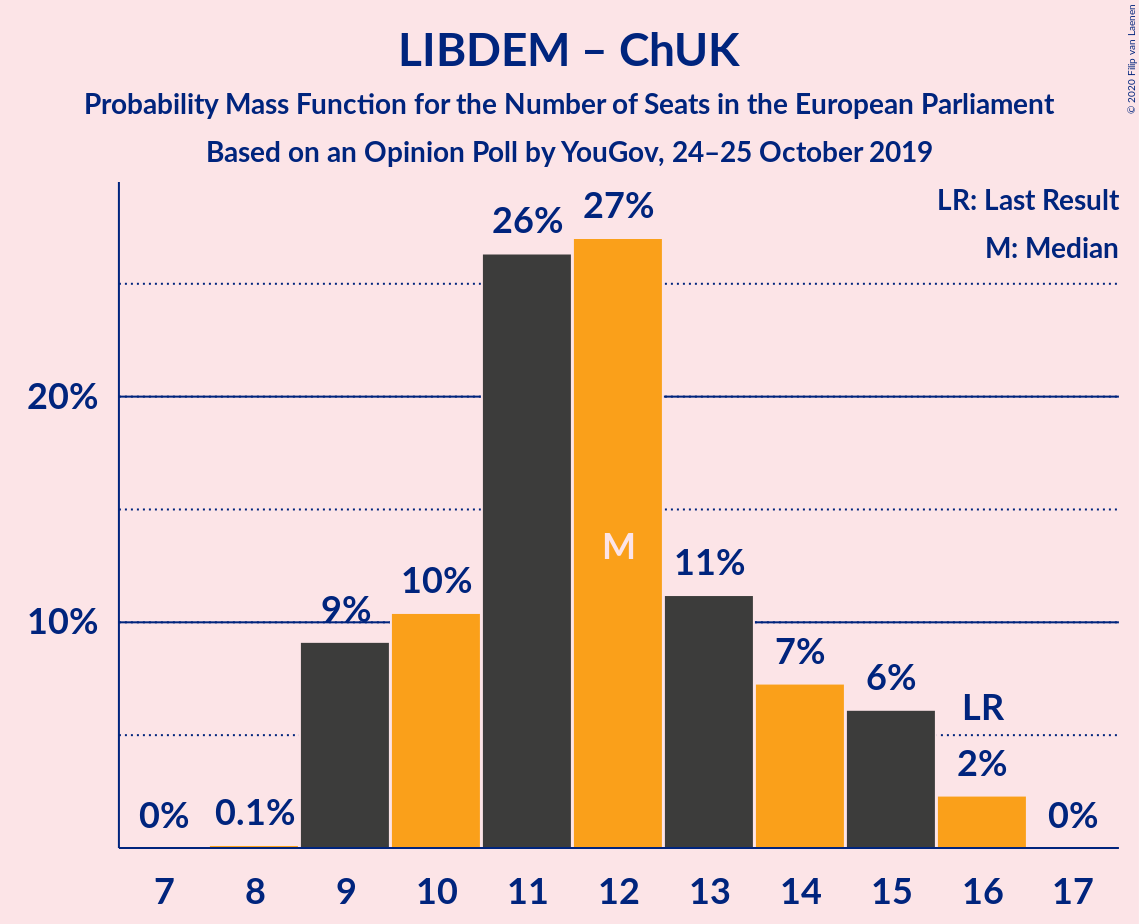 LIBDEM – ChUK
Probability Mass Function for the Number of Seats in the European Parliament
Based on an Opinion Poll by YouGov, 24–25 October 2019
© 2020 Filip van Laenen
LR: Last Result
M: Median
20%
10%
0%
0.1%
9%
10%
26%
27%
M
11%
7%
6%
LR
2%
0%
7 8 9 10 11 12 13 14 15 16 17